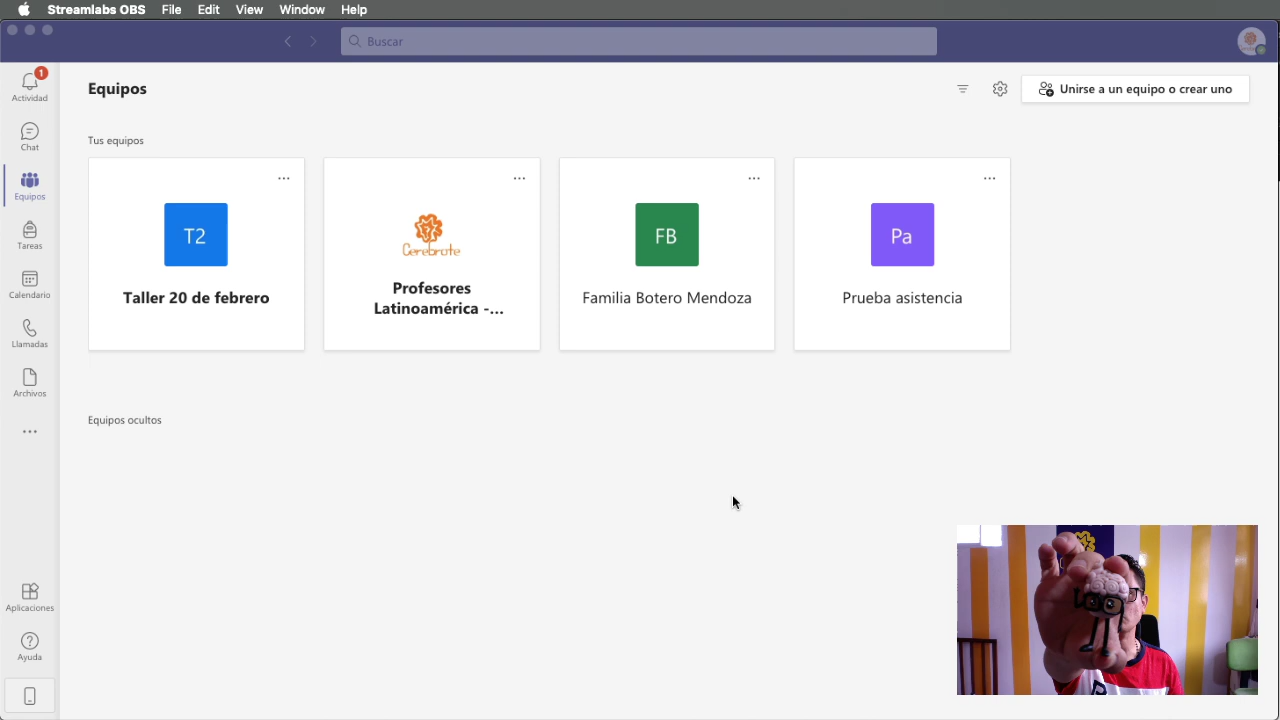 Streamlabs OBS File Edit View Window Help
Buscar
1
Actividad
Chat
Equipos
Tareas
Calendario
Llamadas
Archivos
Aplicaciones
Ayuda
Equipos
Unirse a un equipo o crear uno
Tus equipos
T2
Taller 20 de febrero
Cerebrote
Profesores
Latinoamérica -...
FB
Familia Botero Mendoza
Pa
Prueba asistencia
Equipos ocultos